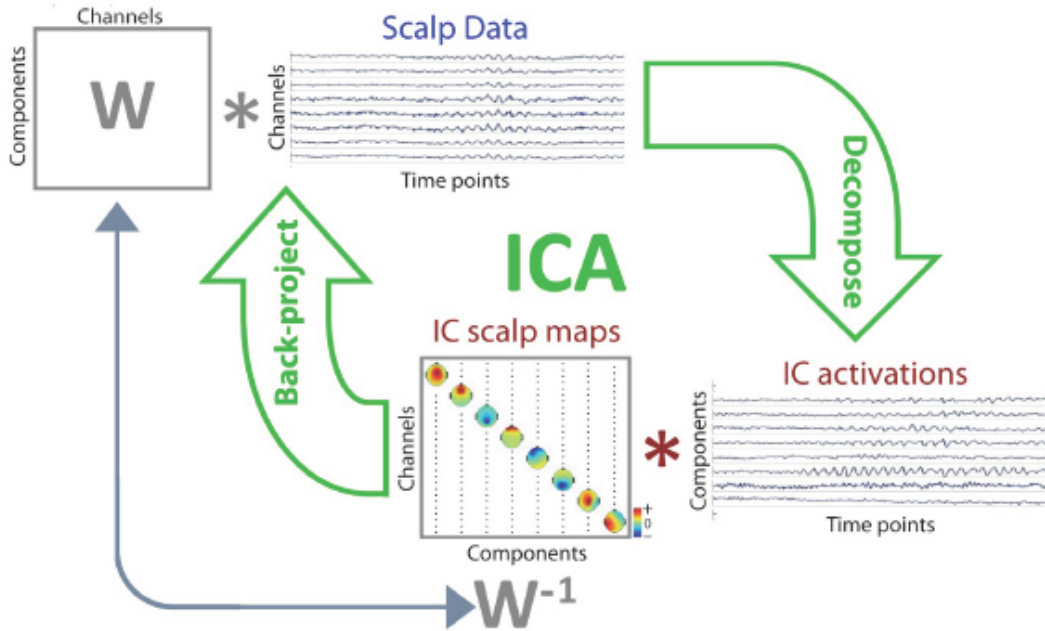 Channels
Scalp Data
Components
W
*
Channels
Time points
Decompose
Back-project
ICA
IC scalp maps
IC activations
Channels
*
Components
+
0
−
Components
Time points
W-1